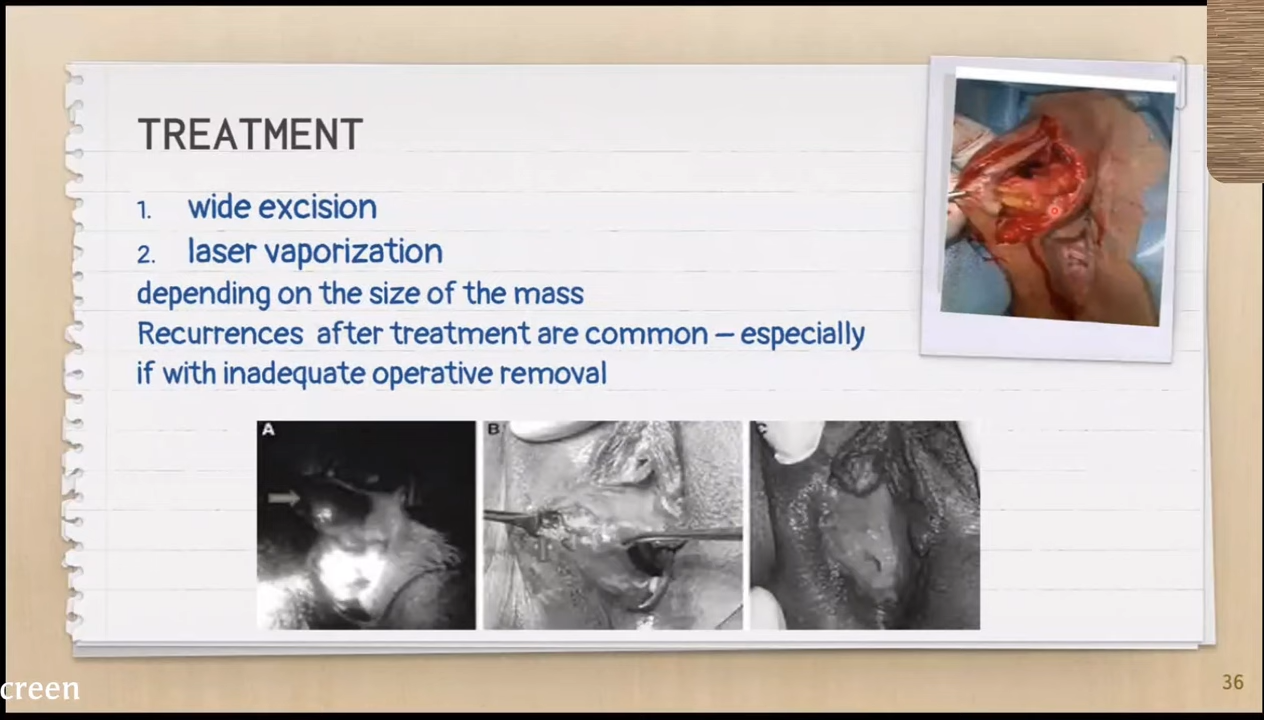 TREATMENT
1. wide excision
2. laser vaporization
depending on the size of the mass
Recurrences after treatment are common – especially
if with inadequate operative removal
A B C
creen
36